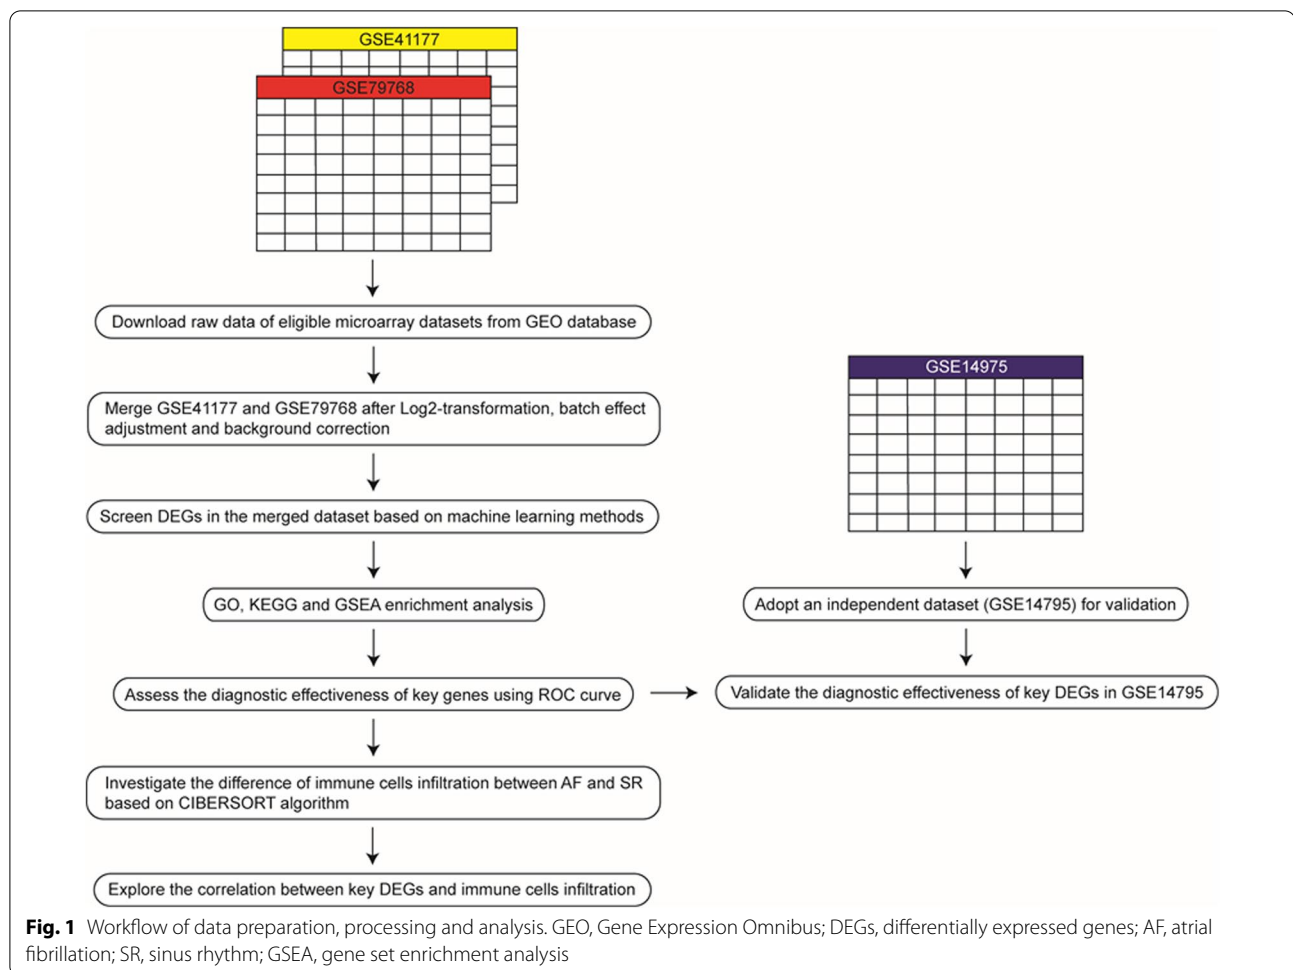 GSE41177
GSE79768
Download raw data of eligible microarray datasets from GEO database
Merge GSE41177 and GSE79768 after Log2-transformation, batch effect
adjustment and background correction
Screen DEGs in the merged dataset based on machine learning methods
GO, KEGG and GSEA enrichment analysis
Assess the diagnostic effectiveness of key genes using ROC curve
Investigate the difference of immune cells infiltration between AF and SR
based on CIBERSORT algorithm
Explore the correlation between key DEGs and immune cells infiltration
GSE14975
Adopt an independent dataset (GSE14795) for validation
Validate the diagnostic effectiveness of key DEGs in GSE14795
Fig. 1 Workflow of data preparation, processing and analysis. GEO, Gene Expression Omnibus; DEGs, differentially expressed genes; AF, atrial
fibrillation; SR, sinus rhythm; GSEA, gene set enrichment analysis